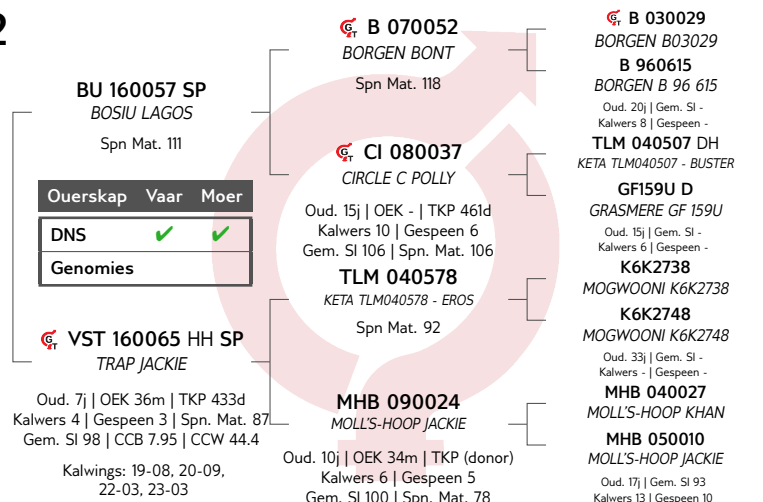 2
BU 160057 SP
BOSIU LAGOS
Spn Mat. 111
Ouerskap Vaar Moer
DNS ✔ ✔
Genomies
GT VST 160065 HH SP
TRAP JACKIE
Oud. 7j | OEK 36m | TKP 433d
Kalwers 4 | Gespeen 3 | Spn. Mat. 87
Gem. SI 98 | CCB 7.95 | CCW 44.4
Kalwings: 19-08, 20-09,
22-03, 23-03
GT B 070052
BORGEN BONT
Spn Mat. 118
GT CI 080037
CIRCLE C POLLY
Oud. 15j | OEK - | TKP 461d
Kalwers 10 | Gespeen 6
Gem. SI 106 | Spn. Mat. 106
TLM 040578
KETA TLM040578 - EROS
Spn Mat. 92
MHB 090024
MOLL'S-HOOP JACKIE
Oud. 10j | OEK 34m | TKP (donor)
Kalwers 6 | Gespeen 5
Gem. SI 100 | Spn. Mat. 78
GT B 030029
BORGEN B03029
B 960615
BORGEN B 96 615
Oud. 20j | Gem. SI -
Kalwers 8 | Gespeen -
TLM 040507 DH
KETA TLM040507 - BUSTER
GF159U D
GRASMERE GF 159U
Oud. 15j | Gem. SI -
Kalwers 6 | Gespeen -
K6K2738
MOGWOONI K6K2738
K6K2748
MOGWOONI K6K2748
Oud. 33j | Gem. SI -
Kalwers - | Gespeen -
MHB 040027
MOLL'S-HOOP KHAN
MHB 050010
MOLL'S-HOOP JACKIE
Oud. 17j | Gem. SI 93
Kalwers 13 | Gespeen 10